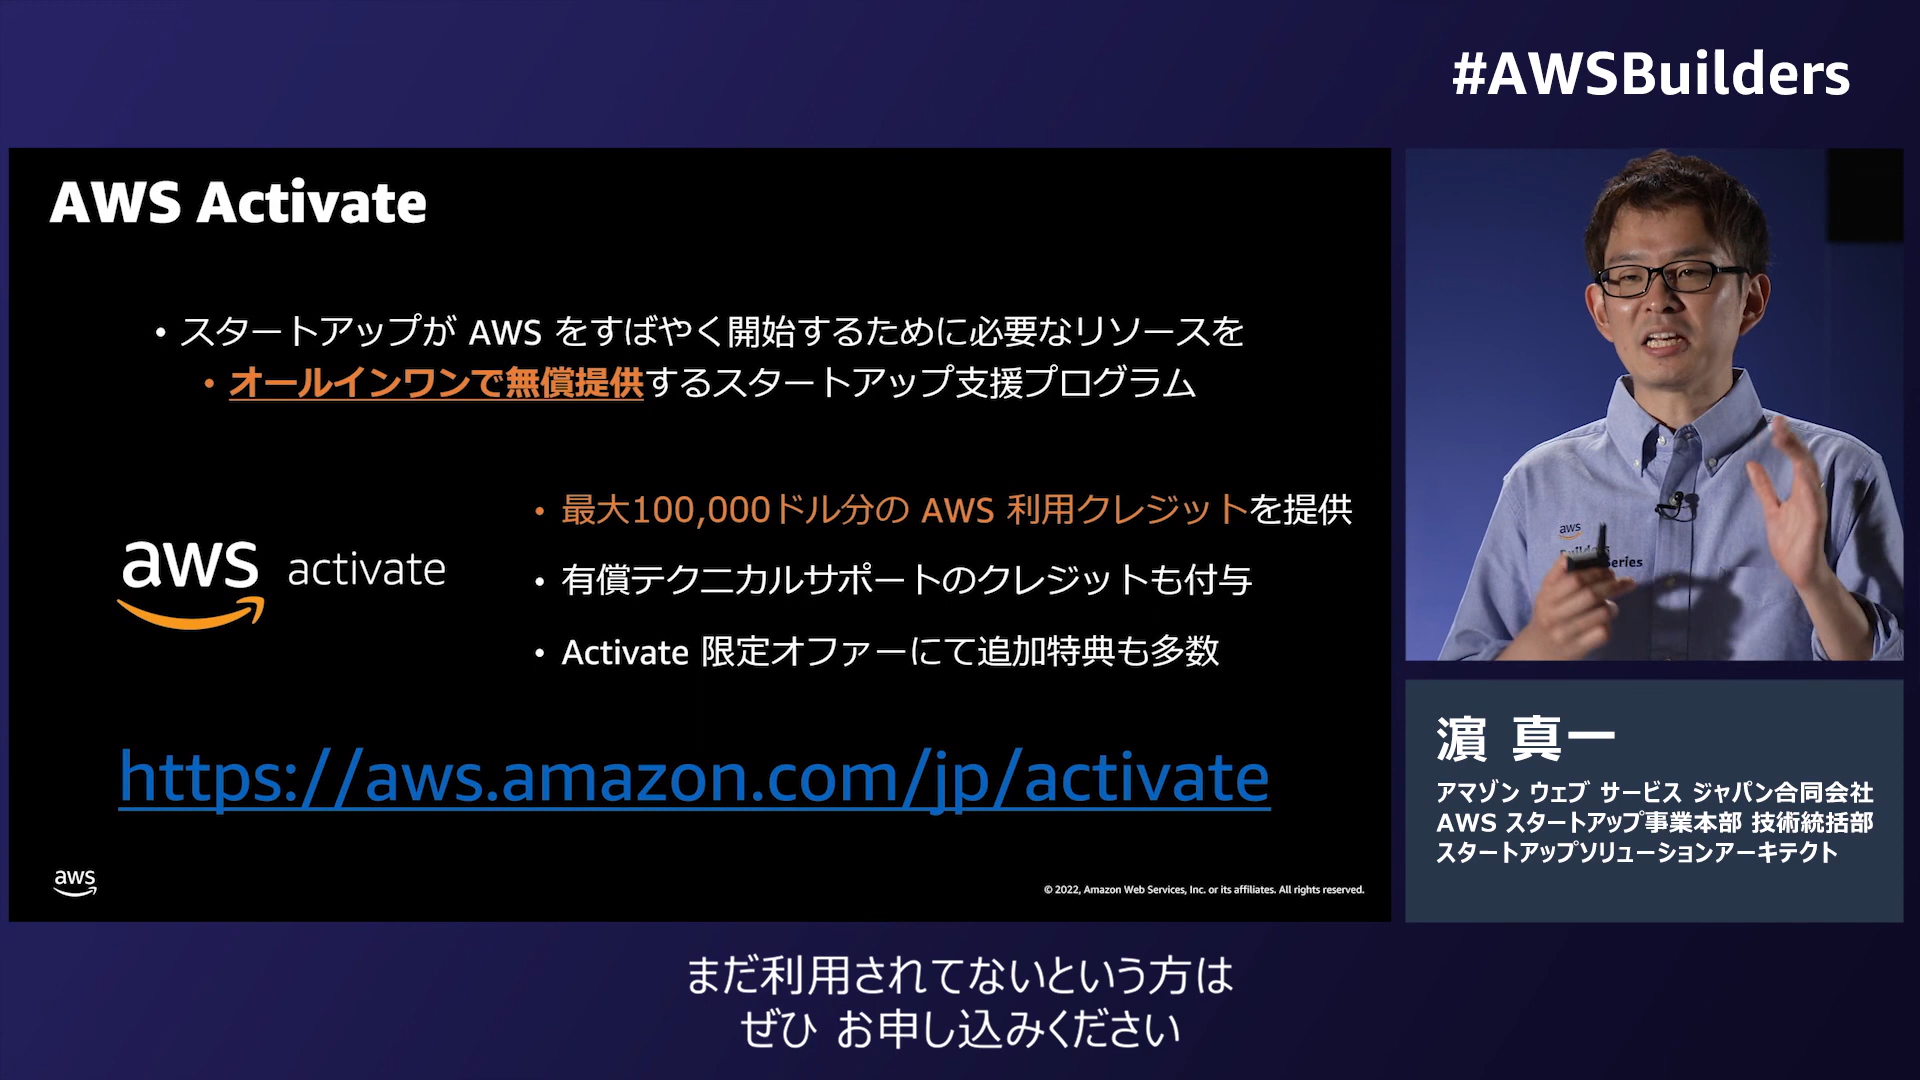 #AWSBuilders
AWS Activate
• スタートアップが AWS をすばやく開始するために必要なリソースを
• オールインワンで無償提供するスタートアップ支援プログラム
aws activate
• 最大100,000ドル分の AWS 利用クレジットを提供
• 有償テクニカルサポートのクレジットも付与
• Activate 限定オファーにて追加特典も多数
https://aws.amazon.com/jp/activate
aws
© 2022, Amazon Web Services, Inc. or its affiliates. All rights reserved.
aws
Builders
Series
濵 真一
アマゾン ウェブ サービス ジャパン合同会社
AWS スタートアップ事業本部 技術統括部
スタートアップソリューションアーキテクト
まだ利用されてないという方は
ぜひ お申し込みください